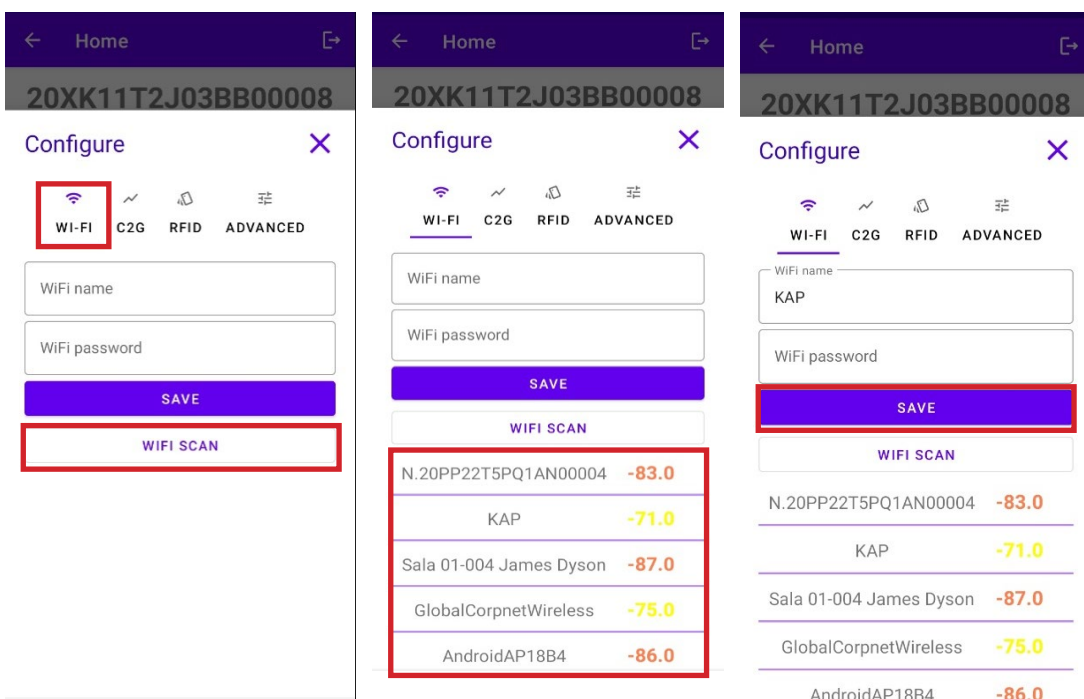 Home
20XK11T2J03BB00008
Configure
WI-FI C2G RFID ADVANCED
WiFi name
WiFi password
SAVE
WIFI SCAN
Home
20XK11T2J03BB00008
Configure
WI-FI C2G RFID ADVANCED
WiFi name
WiFi password
SAVE
WIFI SCAN
N.20PP22T5PQ1AN00004 -83.0
KAP -71.0
Sala 01-004 James Dyson -87.0
GlobalCorpnetWireless -75.0
AndroidAP18B4 -86.0
Home
20XK11T2J03BB00008
Configure
WI-FI C2G RFID ADVANCED
WiFi name
KAP
WiFi password
SAVE
WIFI SCAN
N.20PP22T5PQ1AN00004 -83.0
KAP -71.0
Sala 01-004 James Dyson -87.0
GlobalCorpnetWireless -75.0
AndroidAP18B4 -86.0